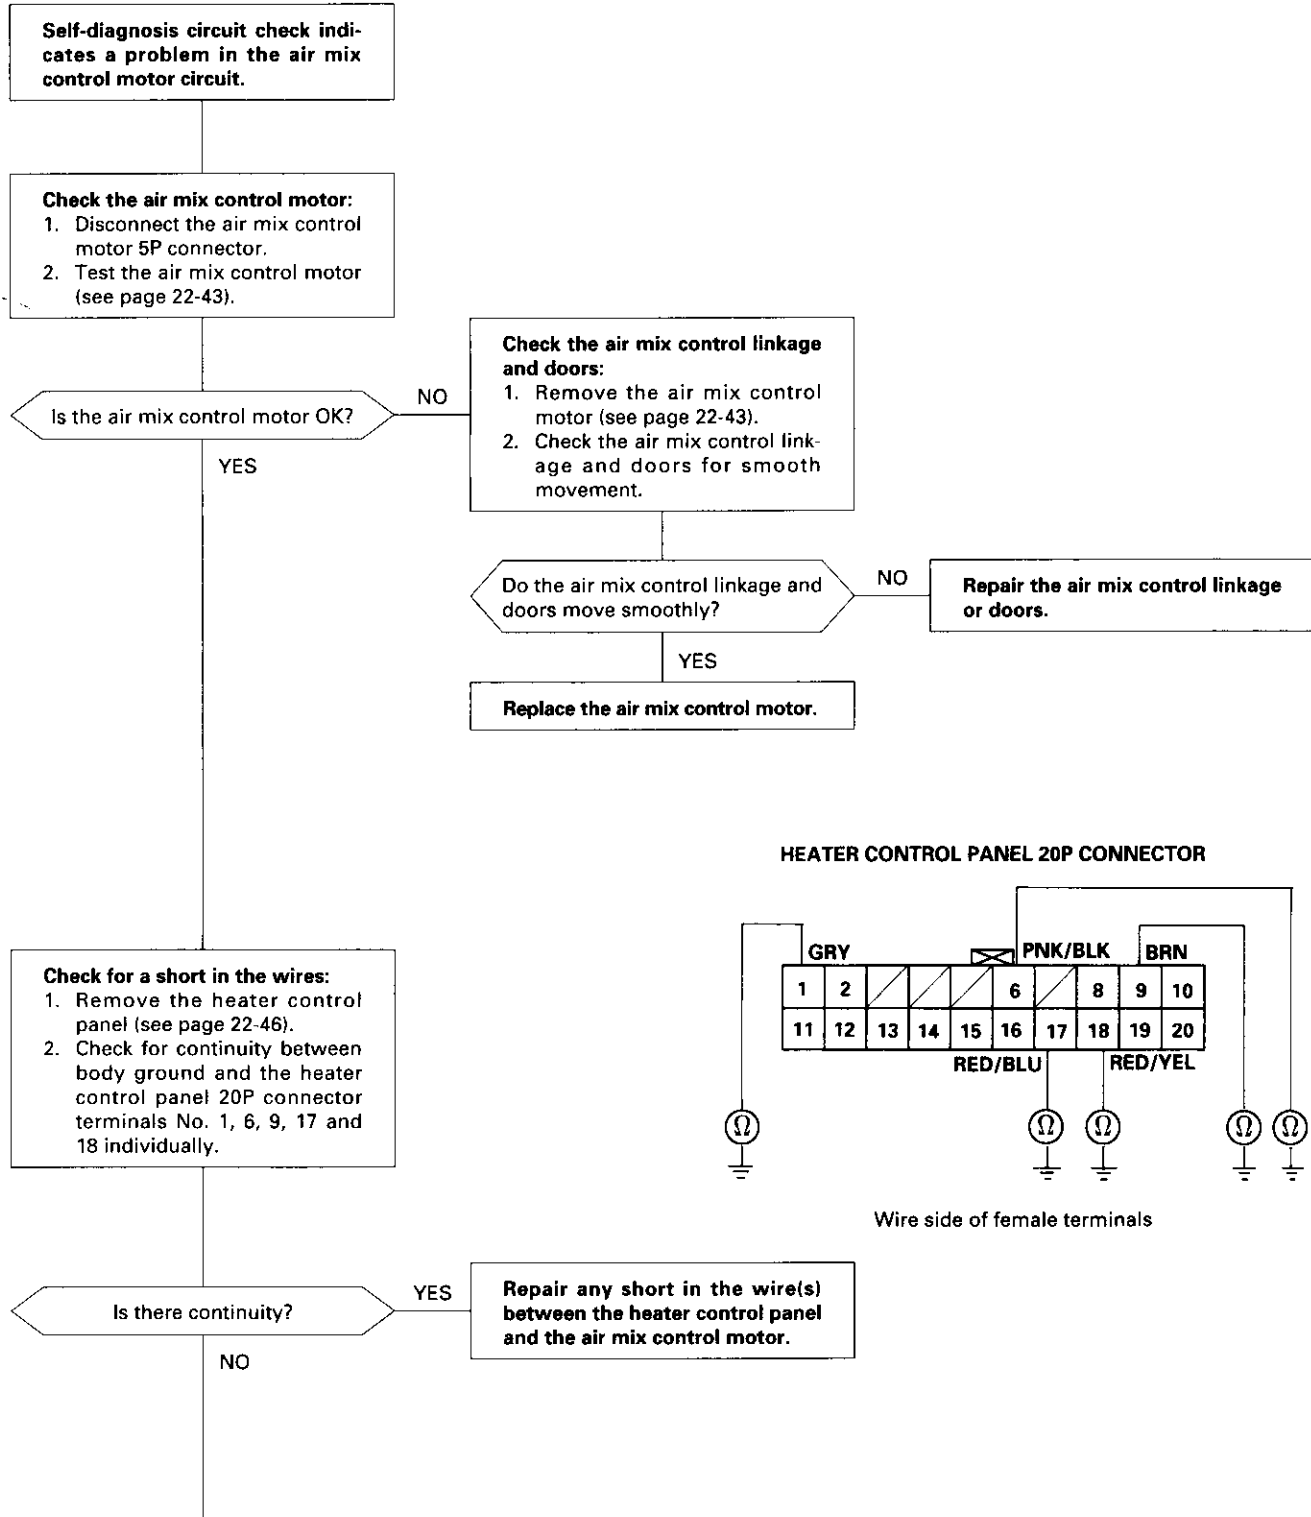 Self-diagnosis circuit check indi-
cates a problem in the air mix
control motor circuit.
Check the air mix control motor:
1. Disconnect the air mix control
motor 5P connector.
2. Test the air mix control motor
(see page 22-43).
Is the air mix control motor OK?
NO
YES
Check the air mix control linkage
and doors:
1. Remove the air mix control
motor (see page 22-43).
2. Check the air mix control link-
age and doors for smooth
movement.
Do the air mix control linkage and
doors move smoothly?
NO
Repair the air mix control linkage
or doors.
YES
Replace the air mix control motor.
HEATER CONTROL PANEL 20P CONNECTOR
GRY PNK/BLK BRN
1 2 6 8 9 10
11 12 13 14 15 16 17 18 19 20
RED/BLU RED/YEL
Ω Ω Ω Ω Ω
Wire side of female terminals
Check for a short in the wires:
1. Remove the heater control
panel (see page 22-46).
2. Check for continuity between
body ground and the heater
control panel 20P connector
terminals No. 1, 6, 9, 17 and
18 individually.
Is there continuity?
YES
Repair any short in the wire(s)
between the heater control panel
and the air mix control motor.
NO